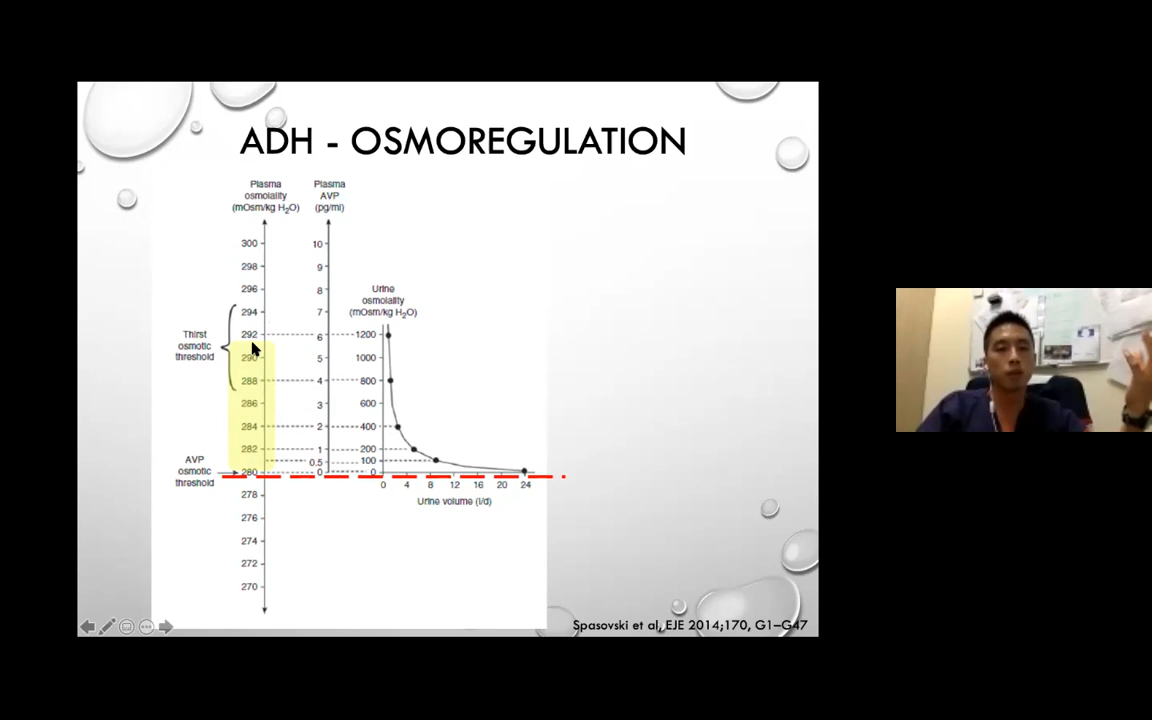 ADH - OSMOREGULATION
Plasma
osmolality
(mOsm/kg H2O)
Plasma
AVP
(pg/ml)
300
298
296
294
292
290
288
286
284
282
280
278
276
274
272
270
Thirst
osmotic
threshold
AVP
osmotic
threshold
10
9
8
7
6
5
4
3
2
1
0.5
0
Urine
osmolality
(mOsm/kg H2O)
1200
1000
800
600
400
200
100
0
0 4 8 12 16 20 24
Urine volume (l/d)
Spasovski et al, EJE 2014;170, G1–G47